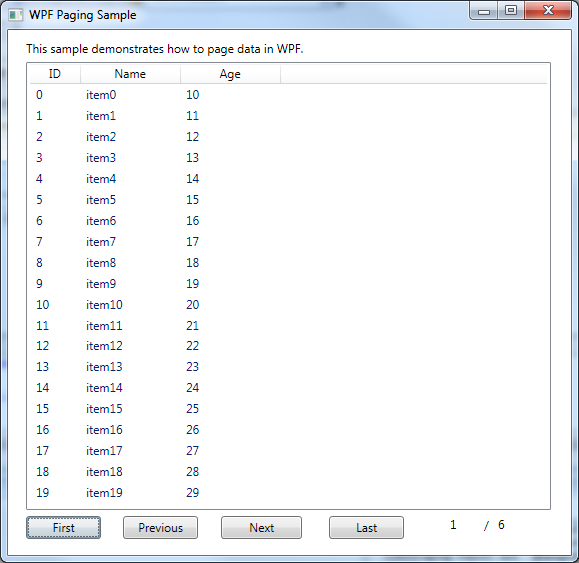 WPF Paging Sample
This sample demonstrates how to page data in WPF.
ID Name Age
0 item0 10
1 item1 11
2 item2 12
3 item3 13
4 item4 14
5 item5 15
6 item6 16
7 item7 17
8 item8 18
9 item9 19
10 item10 20
11 item11 21
12 item12 22
13 item13 23
14 item14 24
15 item15 25
16 item16 26
17 item17 27
18 item18 28
19 item19 29
First Previous Next Last 1 / 6